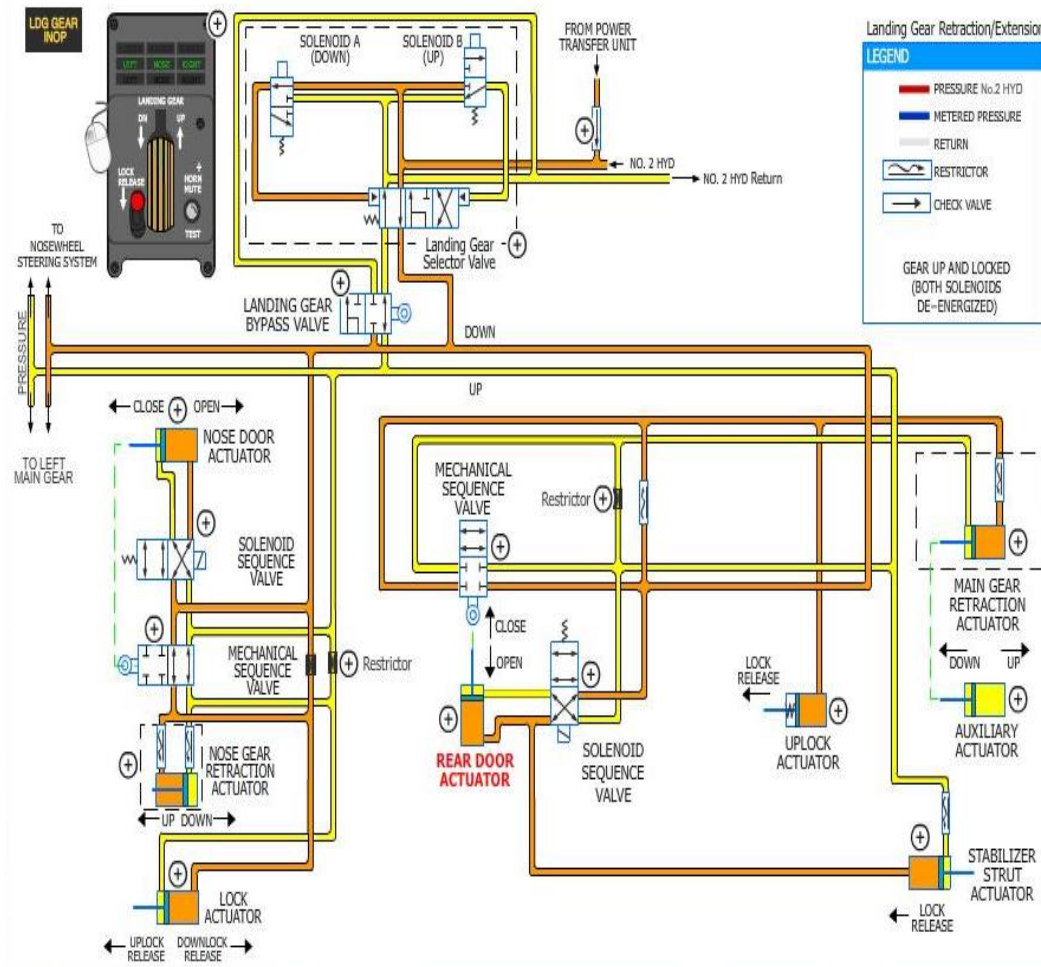 LDG GEAR
INOP
LEFT NOSE RIGHT
LANDING GEAR
DN UP
LOCK
RELEASE
HORN
MUTE
TEST
SOLENOID A
(DOWN)
SOLENOID B
(UP)
FROM POWER
TRANSFER UNIT
NO. 2 HYD
NO. 2 HYD Return
Landing Gear
Selector Valve
LANDING GEAR
BYPASS VALVE
Landing Gear Retraction/Extension
LEGEND
PRESSURE No.2 HYD
METERED PRESSURE
RETURN
RESTRICTOR
CHECK VALVE
GEAR UP AND LOCKED
(BOTH SOLENOIDS
DE-ENERGIZED)
TO
NOSEWHEEL
STEERING SYSTEM
PRESSURE
TO LEFT
MAIN GEAR
DOWN
UP
CLOSE OPEN
NOSE DOOR
ACTUATOR
SOLENOID
SEQUENCE
VALVE
MECHANICAL
SEQUENCE
VALVE
Restrictor
NOSE GEAR
RETRACTION
ACTUATOR
UP DOWN
LOCK
ACTUATOR
UPLOCK
RELEASE
DOWNLOCK
RELEASE
MECHANICAL
SEQUENCE
VALVE
Restrictor
CLOSE
OPEN
REAR DOOR
ACTUATOR
SOLENOID
SEQUENCE
VALVE
LOCK
RELEASE
UPLOCK
ACTUATOR
MAIN GEAR
RETRACTION
ACTUATOR
DOWN UP
AUXILIARY
ACTUATOR
STABILIZER
STRUT
ACTUATOR
LOCK
RELEASE